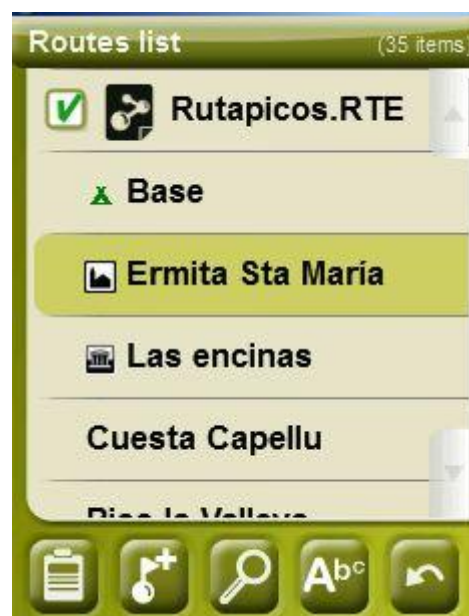 Routes list (35 items)
Rutapicos.RTE
Base
Ermita Sta María
Las encinas
Cuesta Capellu
Abc